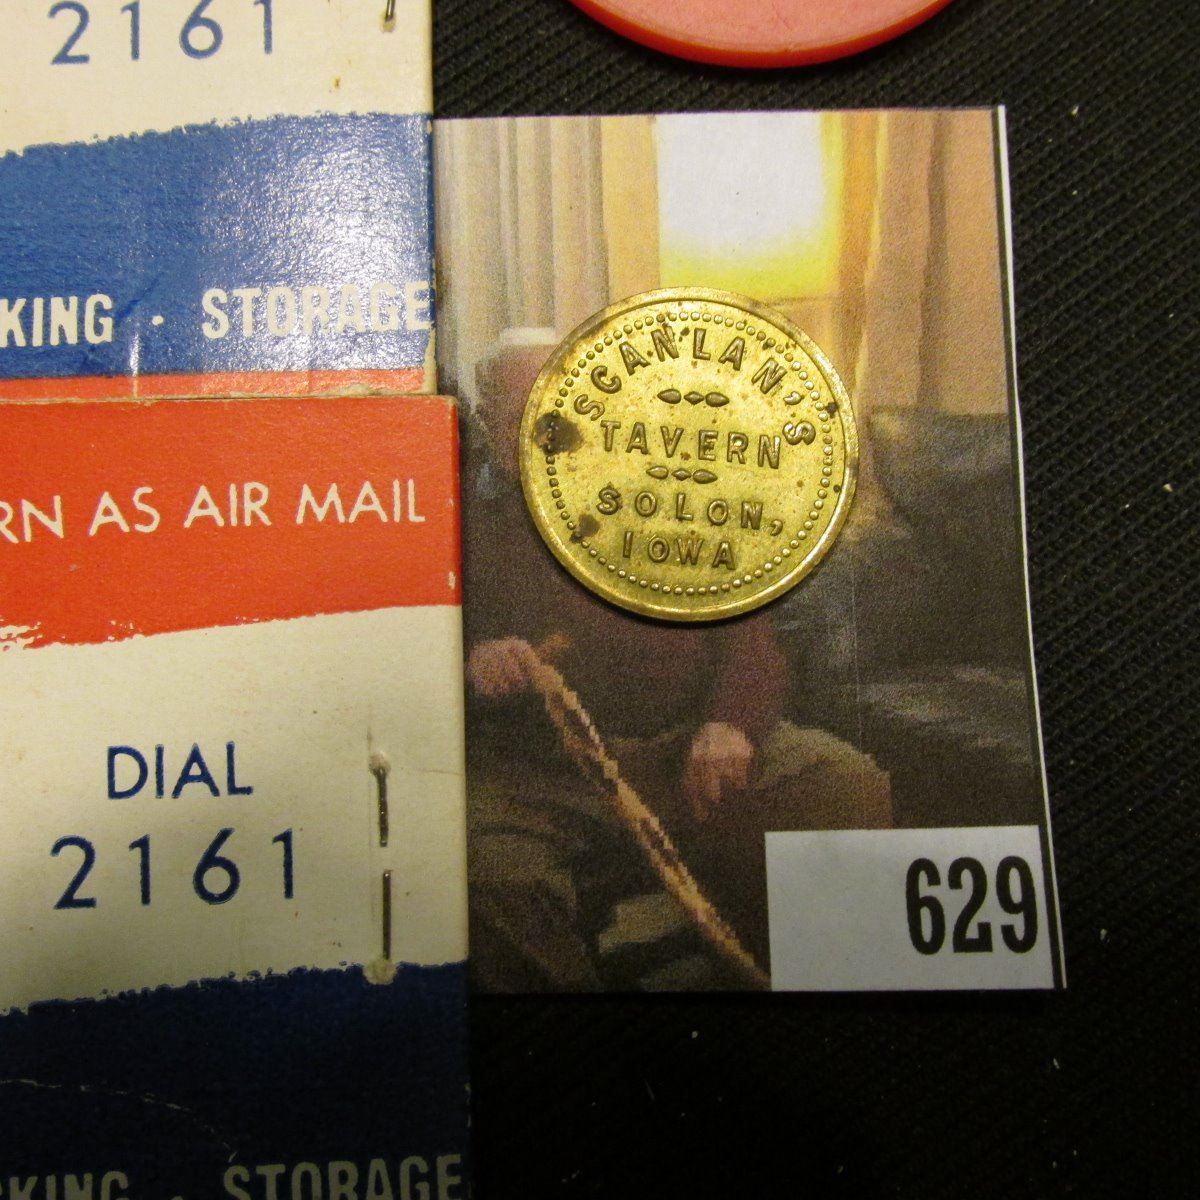 2161
KING · STORAGE
RN AS AIR MAIL
DIAL
2161
KING · STORAGE
SCANLAN'S
TAVERN
SOLON,
IOWA
629